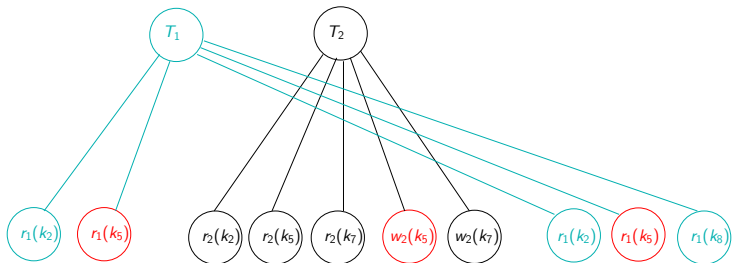 T₁ T₂
r₁(k₂) r₁(k₅) r₂(k₂) r₂(k₅) r₂(k₇) w₂(k₅) w₂(k₇) r₁(k₂) r₁(k₅) r₁(k₈)